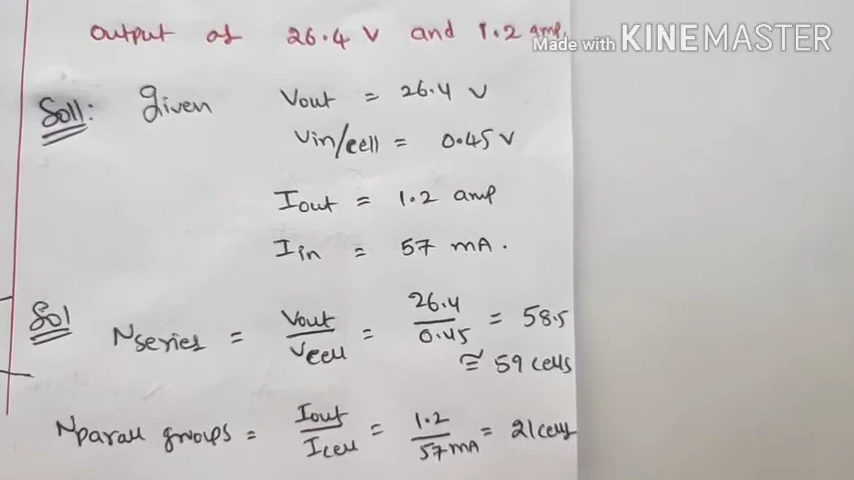 output of 26.4 V and 1.2 amp.
Made with KINEMASTER
Soll: Given Vout = 26.4 V
Vin/cell = 0.45 V
Iout = 1.2 amp
Iin = 57 mA.
Sol Nseries = Vout/Vcell = 26.4/0.45 = 58.5
≅ 59 cells
Nparall groups = Iout/Icell = 1.2/57mA = 21 cells